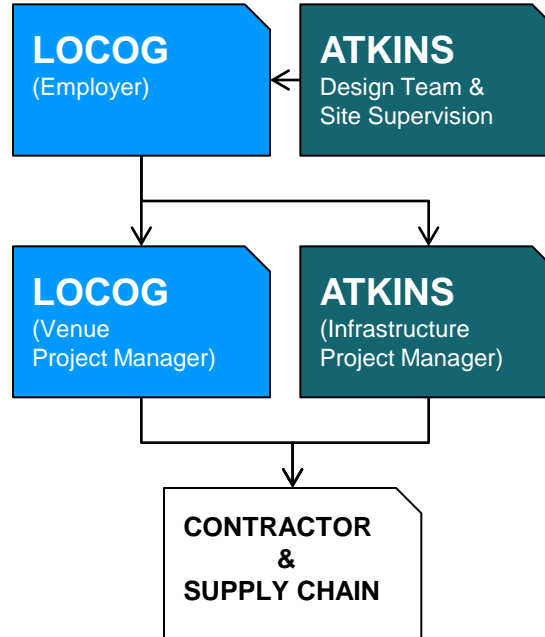 LOCOG
(Employer)
ATKINS
Design Team &
Site Supervision
LOCOG
(Venue
Project Manager)
ATKINS
(Infrastructure
Project Manager)
CONTRACTOR
&
SUPPLY CHAIN